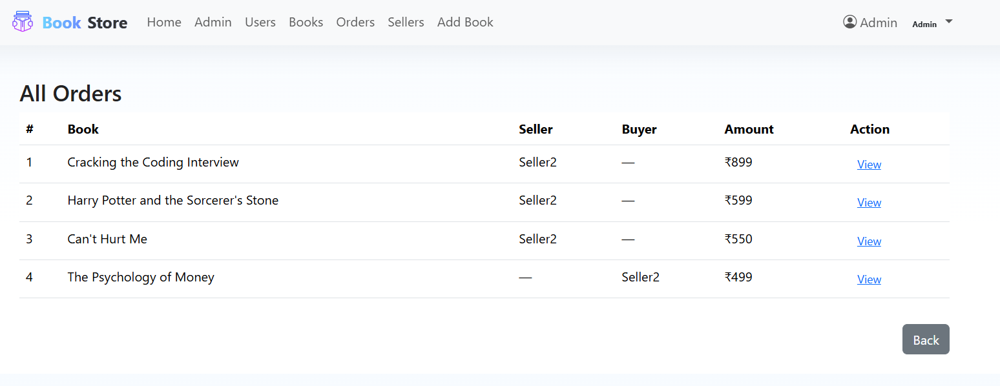 Book Store Home Admin Users Books Orders Sellers Add Book Admin Admin
All Orders
# Book Seller Buyer Amount Action
1 Cracking the Coding Interview Seller2 — ₹899 View
2 Harry Potter and the Sorcerer's Stone Seller2 — ₹599 View
3 Can't Hurt Me Seller2 — ₹550 View
4 The Psychology of Money — Seller2 ₹499 View
Back